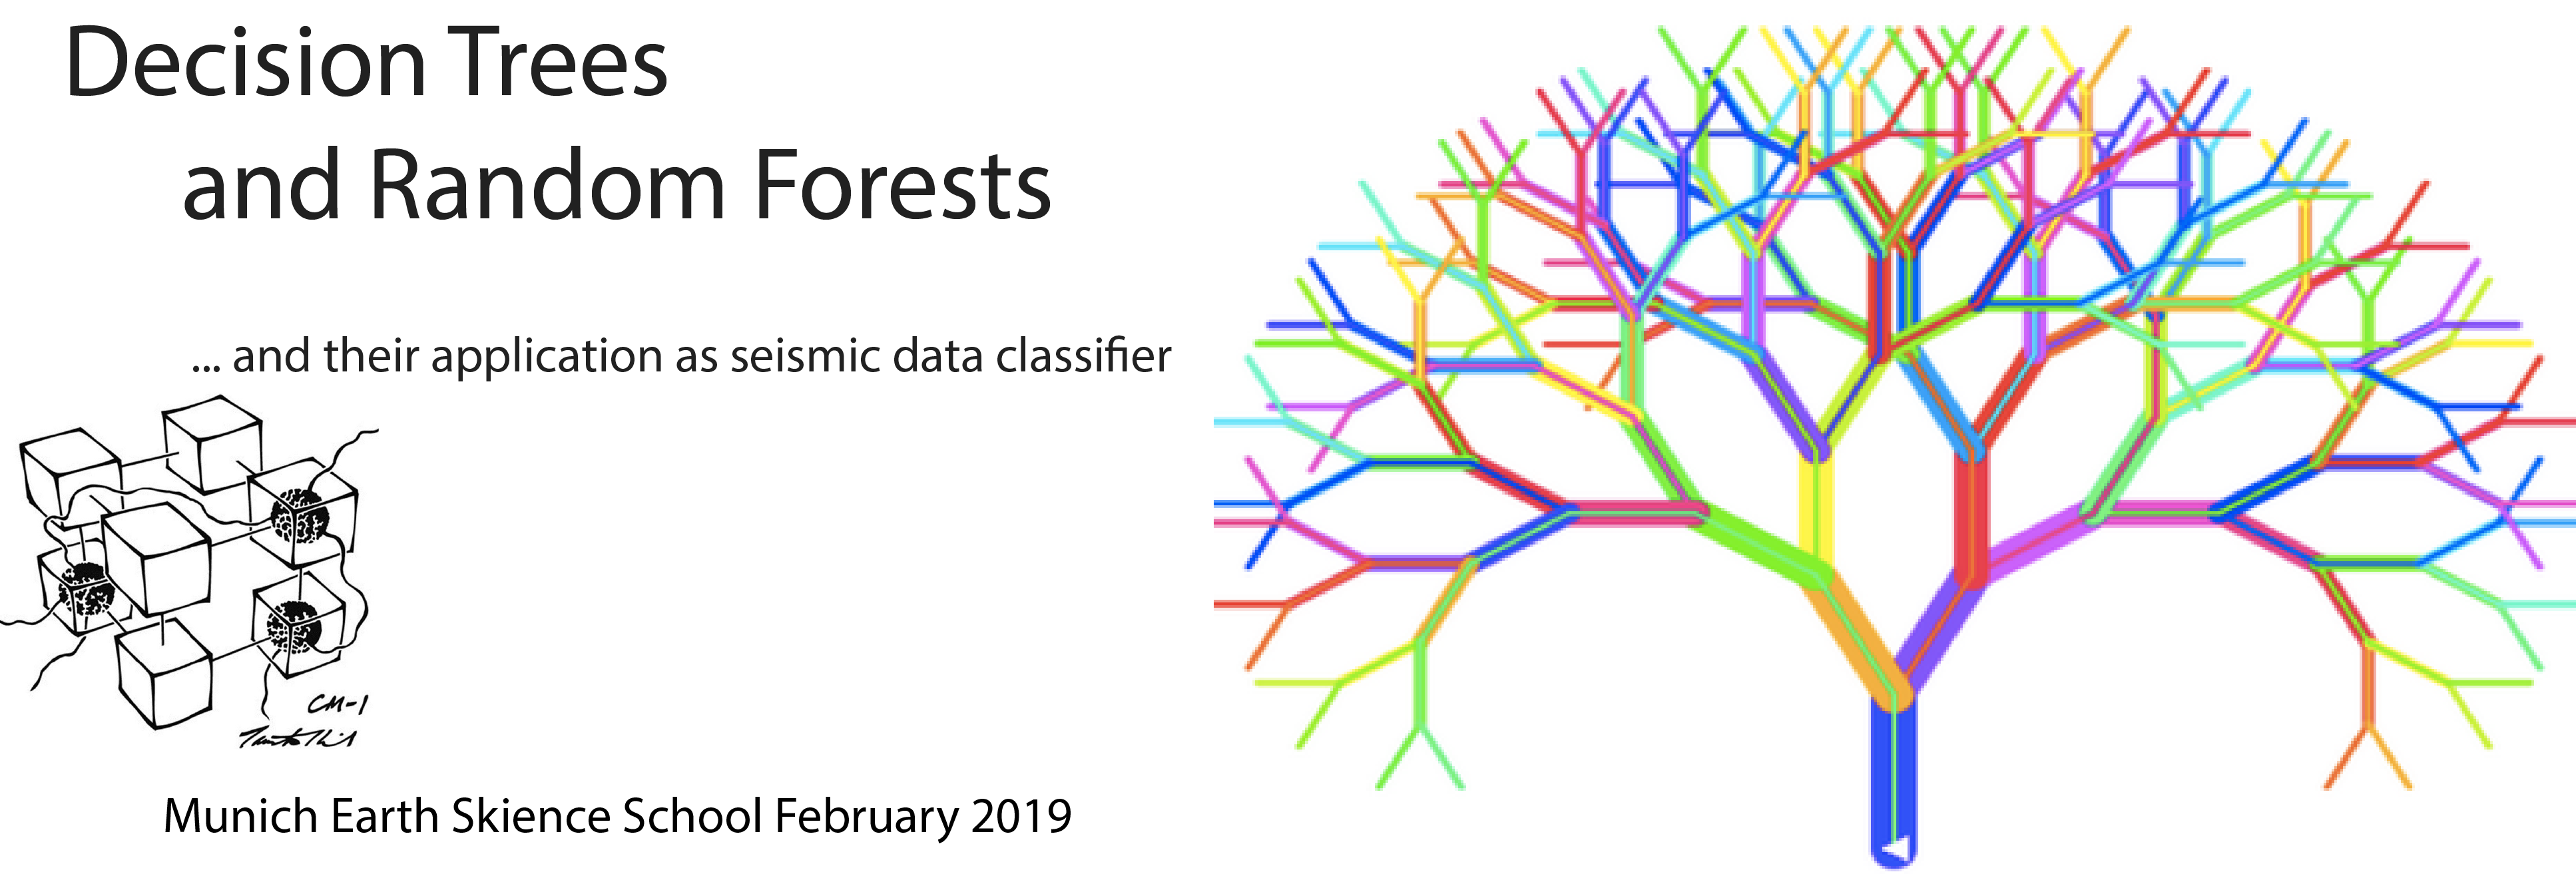 Decision Trees
and Random Forests
... and their application as seismic data classifier
CM-1
Munich Earth Skience School February 2019